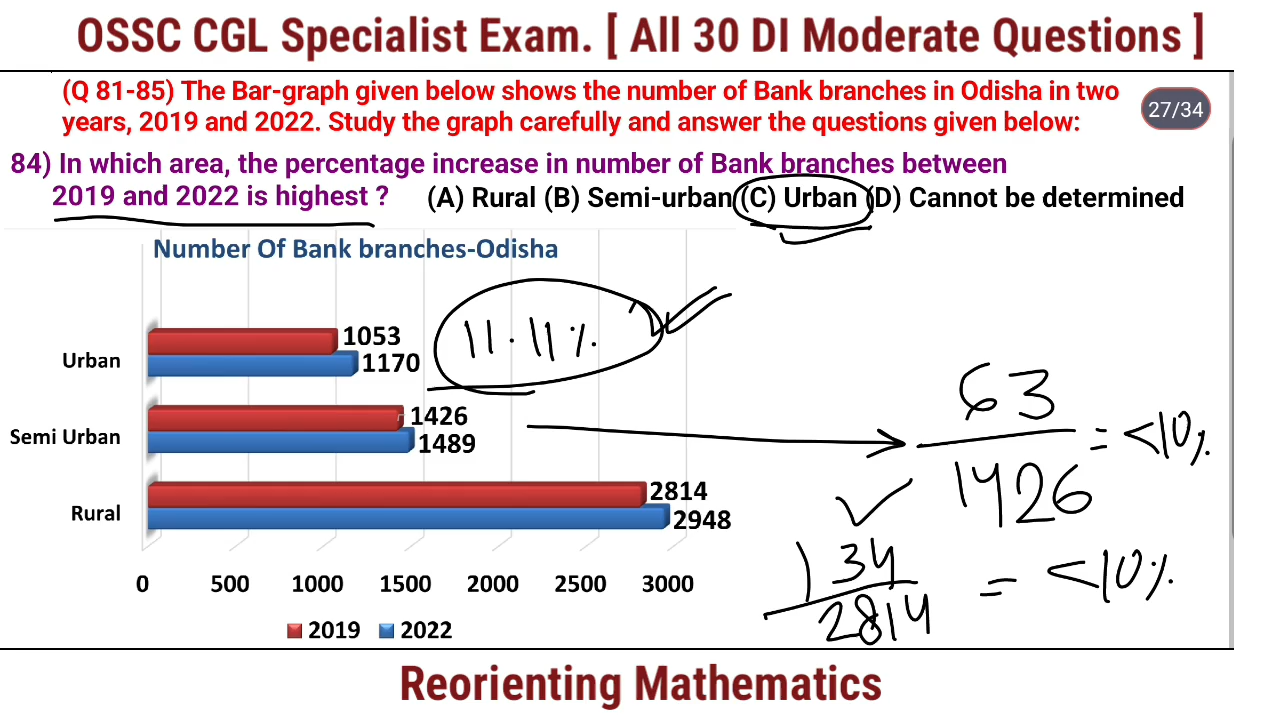 OSSC CGL Specialist Exam. [ All 30 DI Moderate Questions ]
(Q 81-85) The Bar-graph given below shows the number of Bank branches in Odisha in two
years, 2019 and 2022. Study the graph carefully and answer the questions given below:
27/34
84) In which area, the percentage increase in number of Bank branches between
2019 and 2022 is highest ? (A) Rural (B) Semi-urban (C) Urban (D) Cannot be determined
Number Of Bank branches-Odisha
1053
Urban
1170
11.11%
1426
Semi Urban
1489
63
1426
= <10%
2814
Rural
2948
134
2814
= <10%
0 500 1000 1500 2000 2500 3000
2019 2022
Reorienting Mathematics